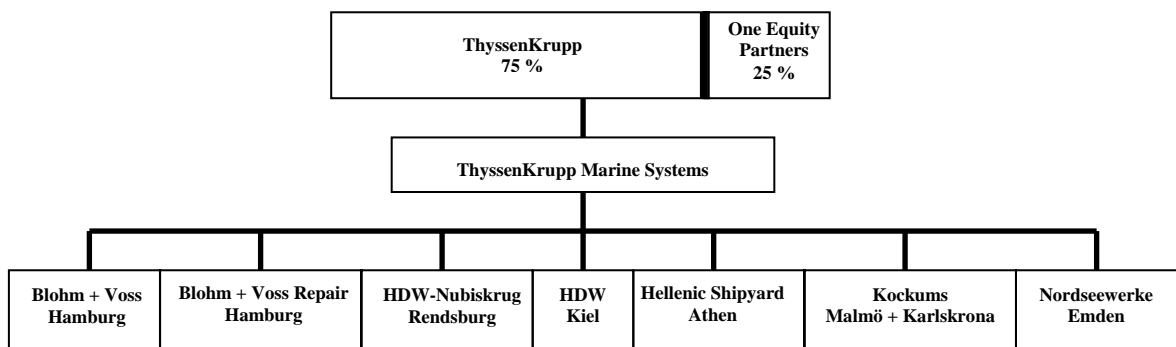 ThyssenKrupp
75 %
One Equity
Partners
25 %
ThyssenKrupp Marine Systems
Blohm + Voss
Hamburg
Blohm + Voss Repair
Hamburg
HDW-Nubiskrug
Rendsburg
HDW
Kiel
Hellenic Shipyard
Athen
Kockums
Malmö + Karlskrona
Nordseewerke
Emden